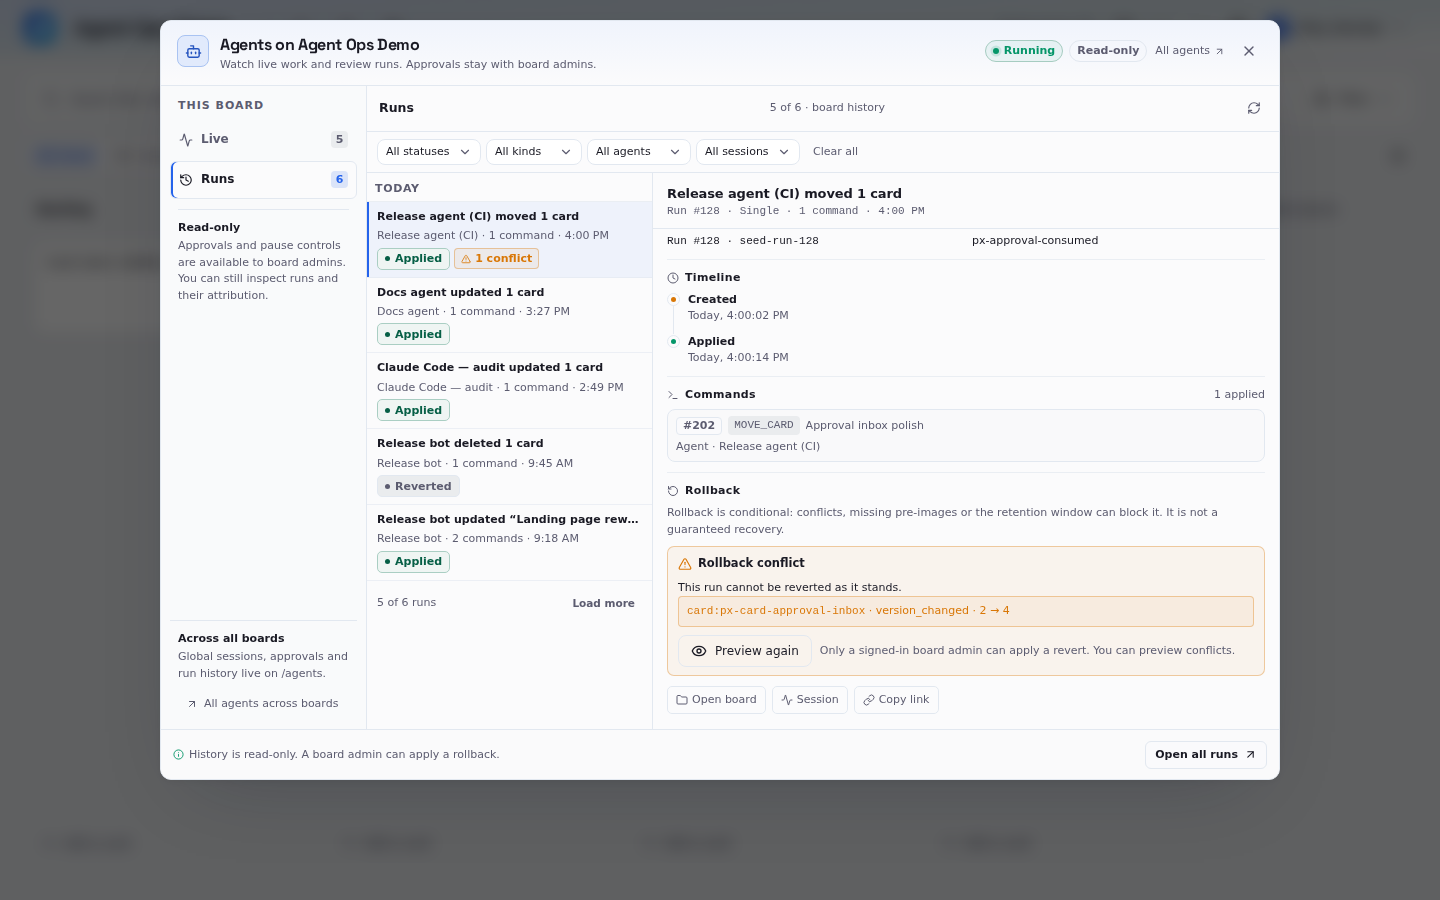 Agents on Agent Ops Demo
Watch live work and review runs. Approvals stay with board admins.
Running
Read-only
All agents
THIS BOARD
Live
5
Runs
6
Read-only
Approvals and pause controls
are available to board admins.
You can still inspect runs and
their attribution.
Across all boards
Global sessions, approvals and
run history live on /agents.
All agents across boards
Runs
5 of 6 · board history
All statuses
All kinds
All agents
All sessions
Clear all
TODAY
Release agent (CI) moved 1 card
Release agent (CI) · 1 command · 4:00 PM
Applied
1 conflict
Docs agent updated 1 card
Docs agent · 1 command · 3:27 PM
Applied
Claude Code — audit updated 1 card
Claude Code — audit · 1 command · 2:49 PM
Applied
Release bot deleted 1 card
Release bot · 1 command · 9:45 AM
Reverted
Release bot updated “Landing page rew…
Release bot · 2 commands · 9:18 AM
Applied
5 of 6 runs
Load more
Release agent (CI) moved 1 card
Run #128 · Single · 1 command · 4:00 PM
Run #128 · seed-run-128
px-approval-consumed
Timeline
Created
Today, 4:00:02 PM
Applied
Today, 4:00:14 PM
Commands
1 applied
#202 MOVE_CARD Approval inbox polish
Agent · Release agent (CI)
Rollback
Rollback is conditional: conflicts, missing pre-images or the retention window can block it. It is not a
guaranteed recovery.
Rollback conflict
This run cannot be reverted as it stands.
card:px-card-approval-inbox · version_changed · 2 → 4
Preview again
Only a signed-in board admin can apply a revert. You can preview conflicts.
Open board
Session
Copy link
History is read-only. A board admin can apply a rollback.
Open all runs